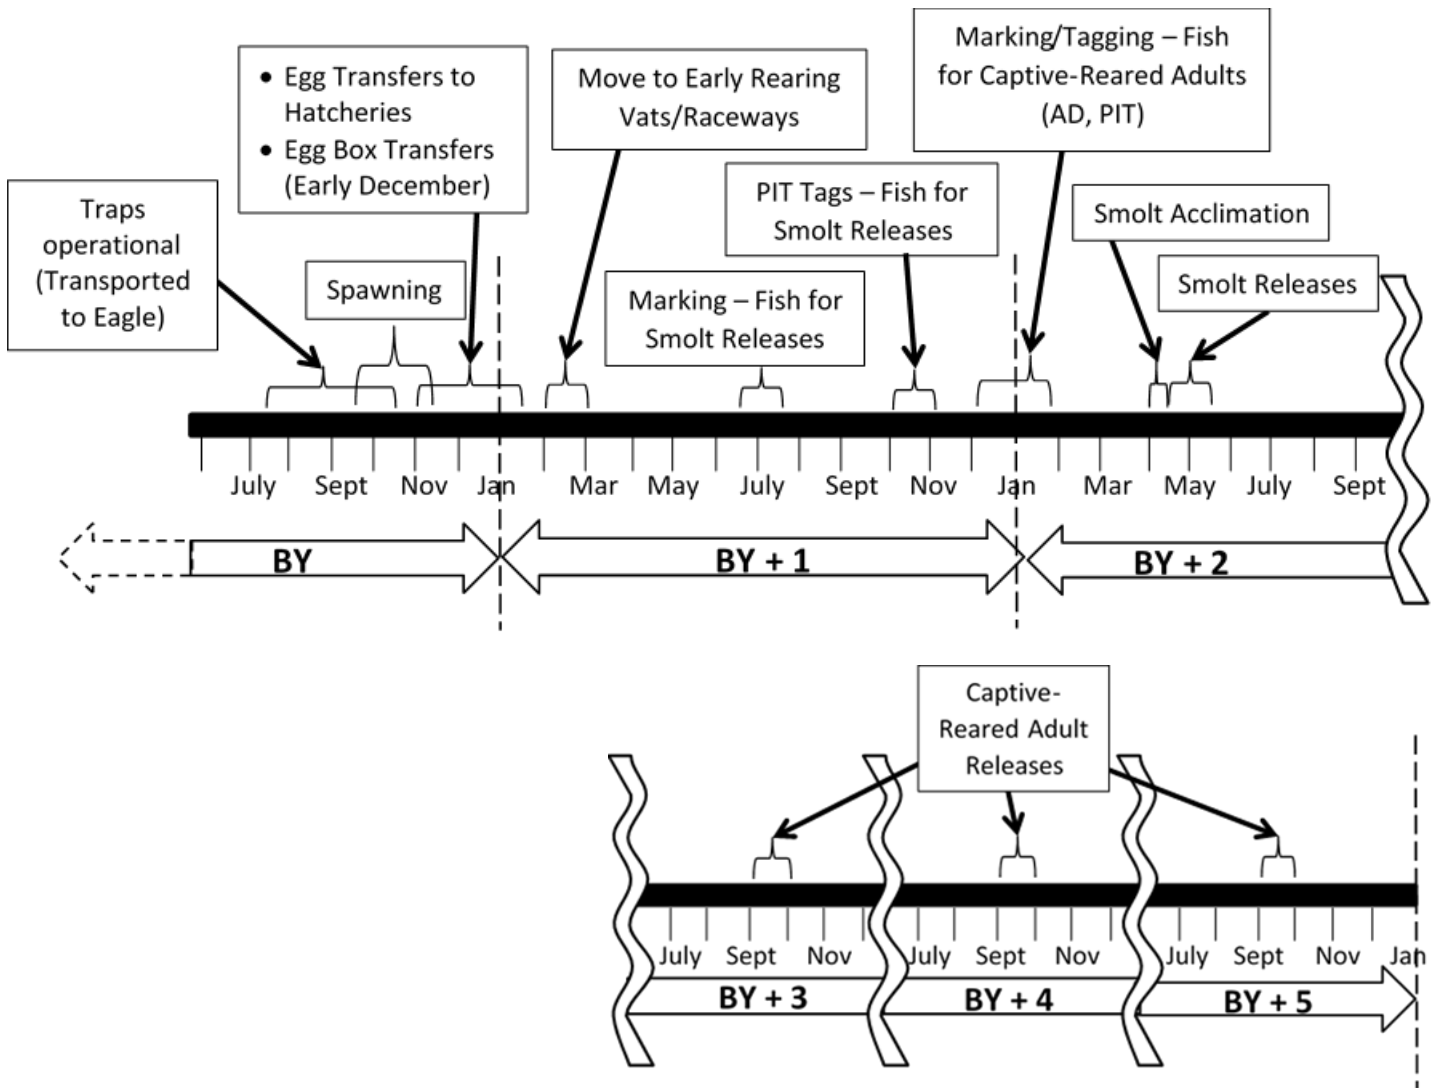 Marking/Tagging – Fish
for Captive-Reared Adults
(AD, PIT)
• Egg Transfers to
Hatcheries
• Egg Box Transfers
(Early December)
Move to Early Rearing
Vats/Raceways
PIT Tags – Fish for
Smolt Releases
Traps
operational
(Transported
to Eagle)
Smolt Acclimation
Spawning
Marking – Fish for
Smolt Releases
Smolt Releases
July Sept Nov Jan Mar May July Sept Nov Jan Mar May July Sept
BY BY + 1 BY + 2
Captive-
Reared Adult
Releases
July Sept Nov July Sept Nov July Sept Nov Jan
BY + 3 BY + 4 BY + 5